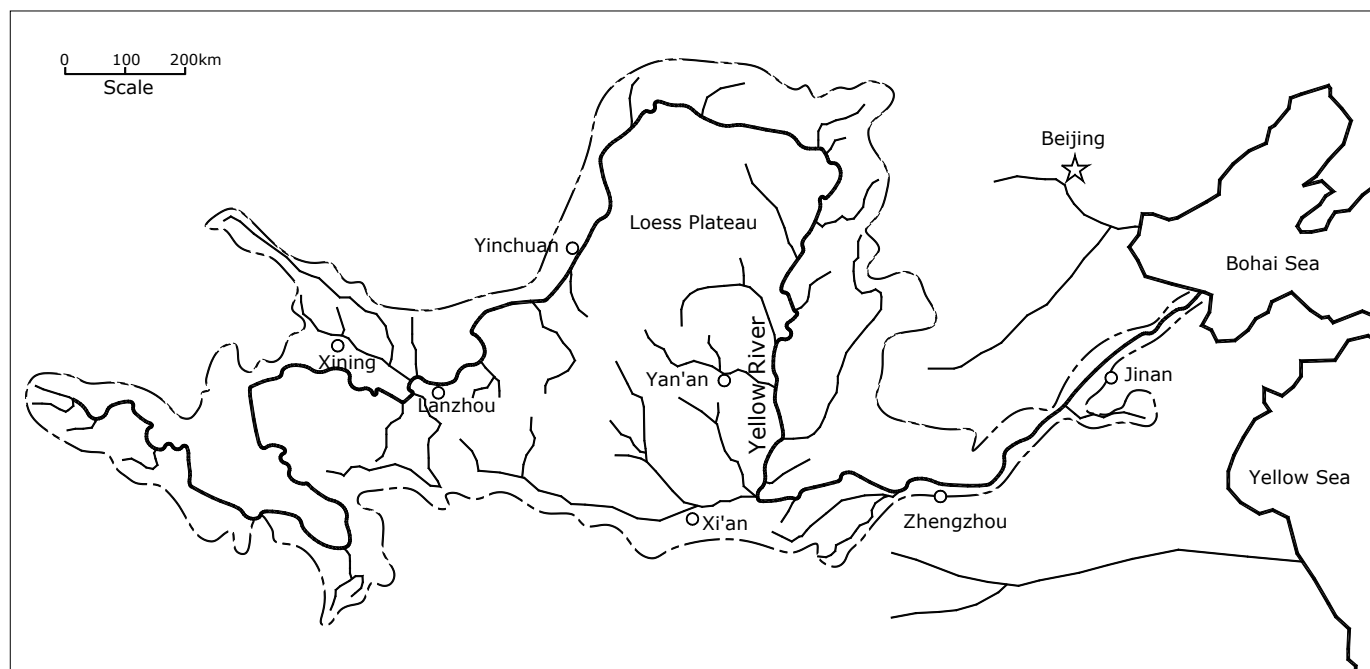 0 100 200km
Scale
Beijing
Loess Plateau
Yinchuan
Bohai Sea
Xining
Yan'an
Yellow River
Jinan
Lanzhou
Yellow Sea
Xi'an
Zhengzhou